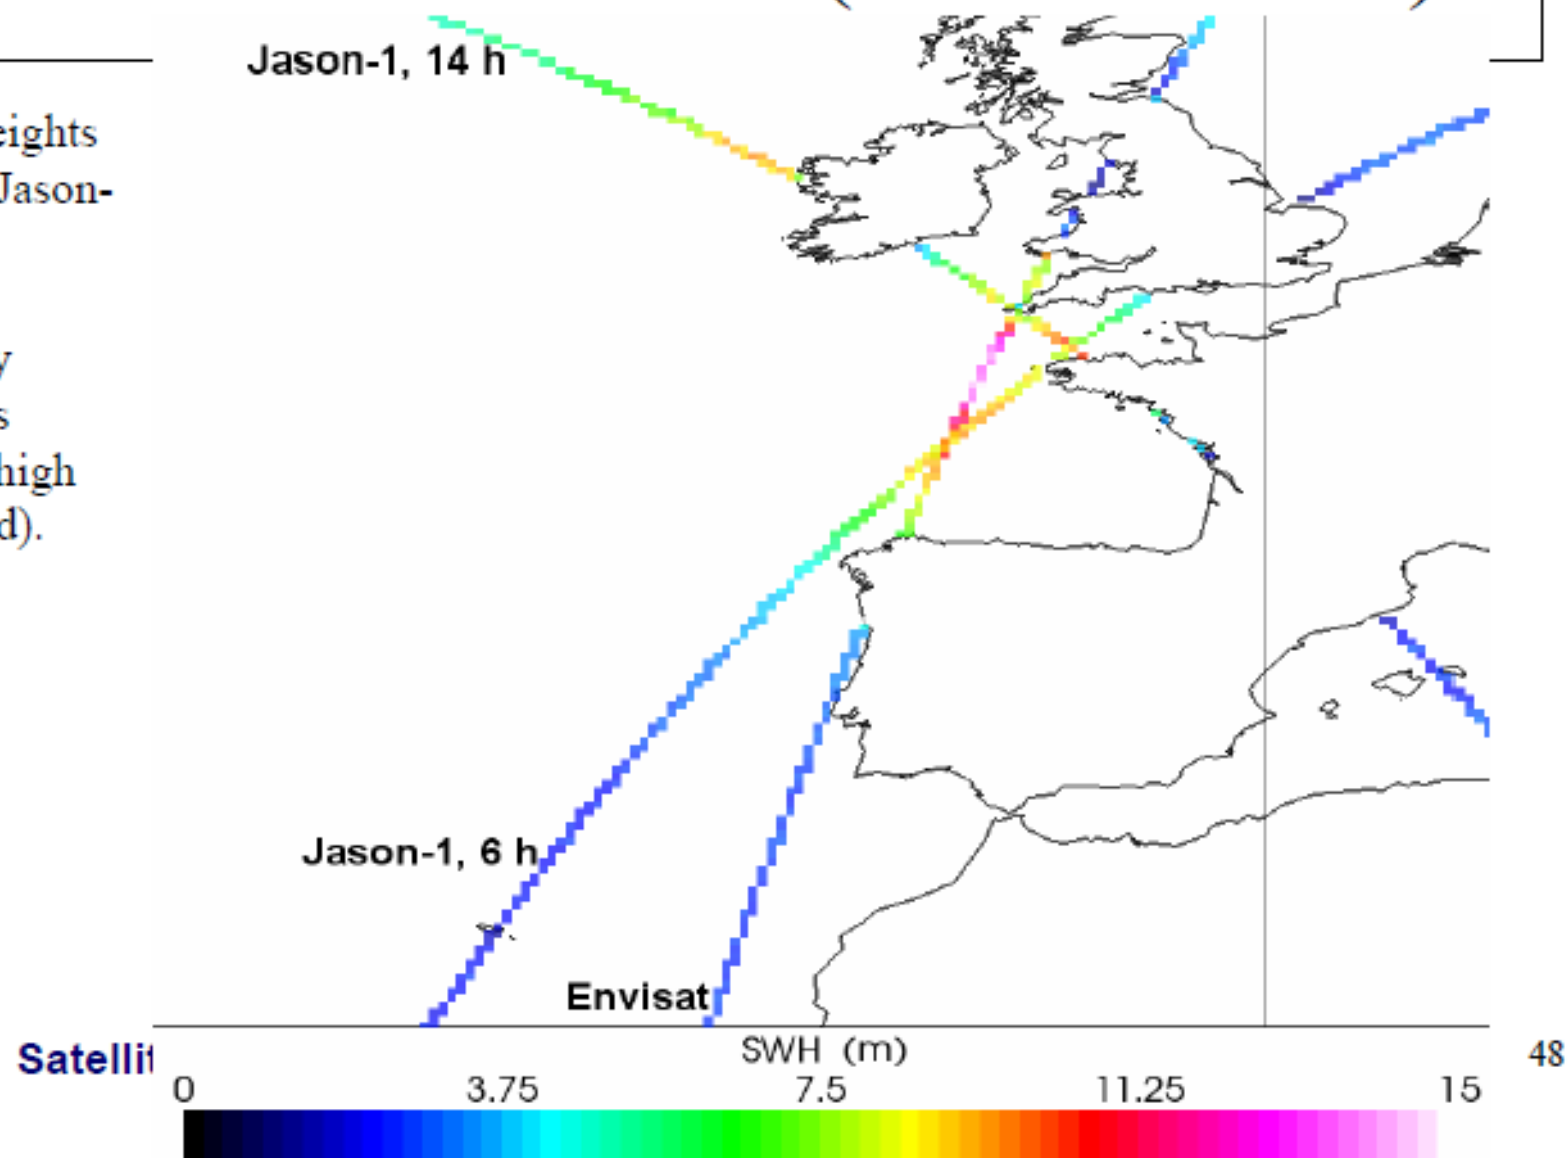 Jason-1, 14 h
eights
Jason-
y
s
high
d).
Jason-1, 6 h
Envisat
Satellit
48
SWH (m)
0 3.75 7.5 11.25 15